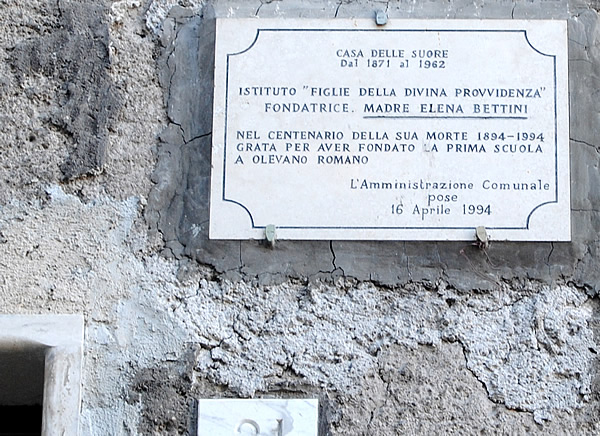 CASA DELLE SUORE
Dal 1871 al 1962
ISTITUTO "FIGLIE DELLA DIVINA PROVVIDENZA"
FONDATRICE. MADRE ELENA BETTINI
NEL CENTENARIO DELLA SUA MORTE 1894-1994
GRATA PER AVER FONDATO LA PRIMA SCUOLA
A OLEVANO ROMANO
L'Amministrazione Comunale
pose
16 Aprile 1994